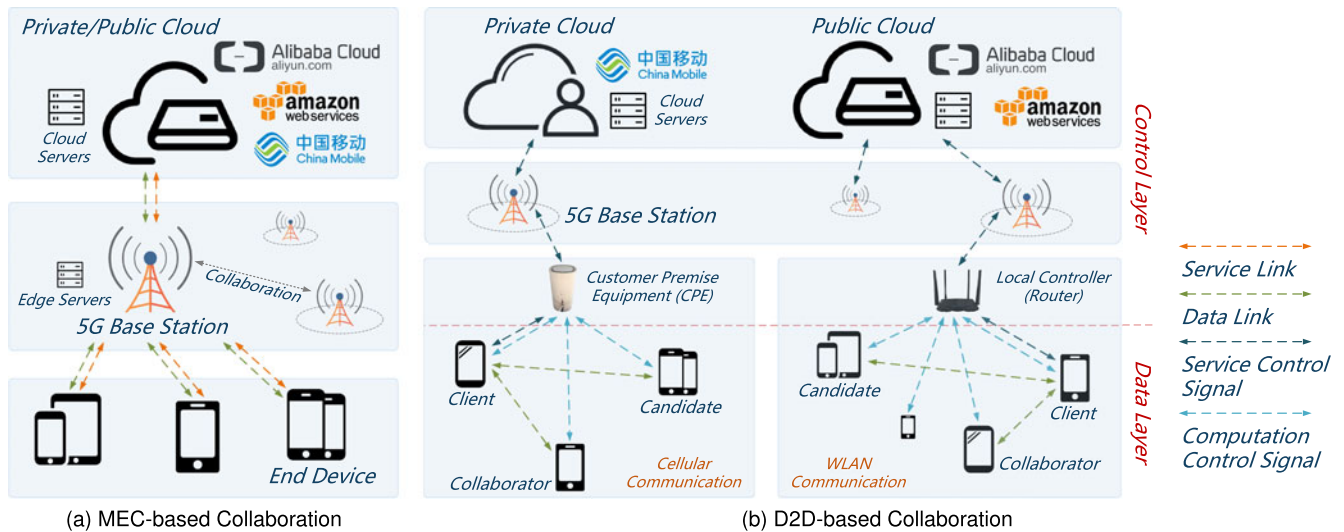 Private/Public Cloud
Alibaba Cloud
aliyun.com
Cloud
Servers
amazon
webservices
中国移动
China Mobile
Edge Servers
Collaboration
5G Base Station
End Device
(a) MEC-based Collaboration
Private Cloud
中国移动
China Mobile
Cloud
Servers
Public Cloud
Alibaba Cloud
aliyun.com
amazon
webservices
5G Base Station
Control Layer
Customer Premise
Equipment (CPE)
Client
Candidate
Collaborator
Cellular
Communication
Local Controller
(Router)
Candidate
Client
Collaborator
WLAN
Communication
Data Layer
(b) D2D-based Collaboration
Service Link
Data Link
Service Control
Signal
Computation
Control Signal